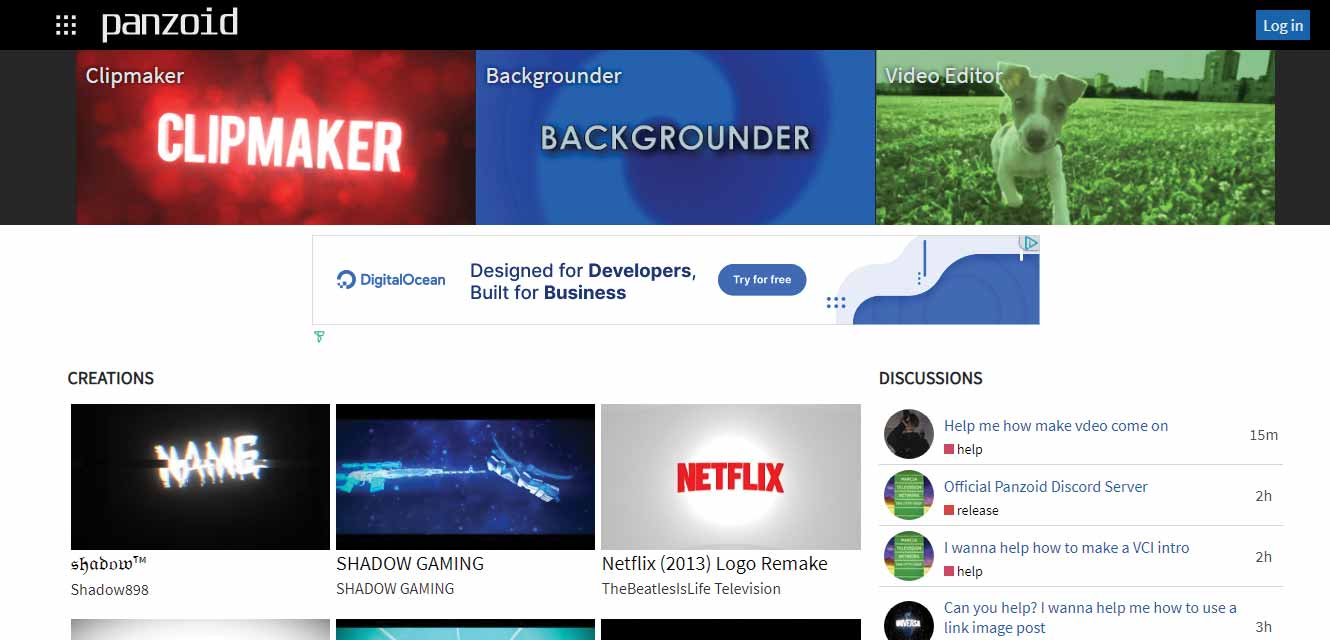 panzoid
Log in
Clipmaker
CLIPMAKER
Backgrounder
BACKGROUNDER
Video Editor
DigitalOcean
Designed for Developers,
Built for Business
Try for free
CREATIONS
NAME
𝖘𝖍𝖆𝖉𝖔𝖜™
Shadow898
SHADOW GAMING
SHADOW GAMING
NETFLIX
Netflix (2013) Logo Remake
TheBeatlesIsLife Television
DISCUSSIONS
Help me how make vdeo come on
help
15m
Official Panzoid Discord Server
release
2h
I wanna help how to make a VCI intro
help
2h
Can you help? I wanna help me how to use a
link image post
3h